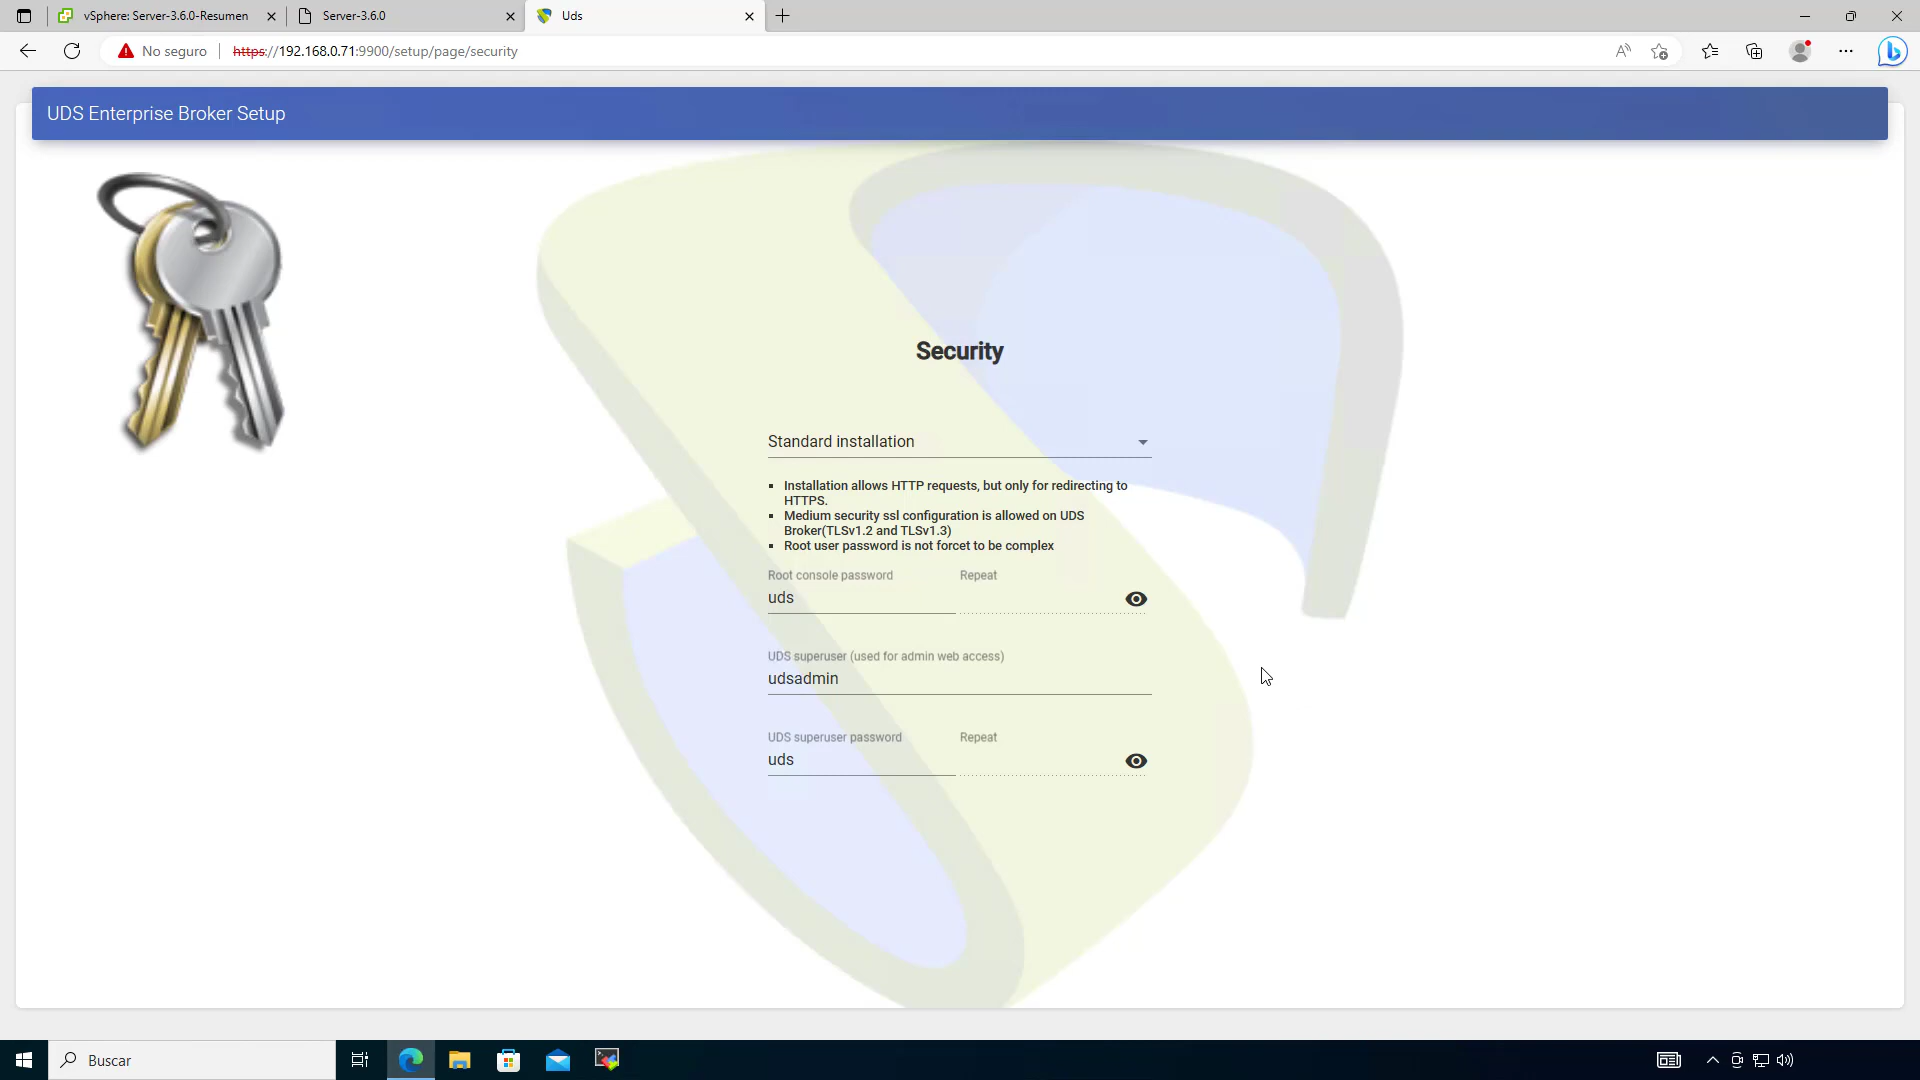 vSphere: Server-3.6.0-Resumen
Server-3.6.0
Uds
No seguro
https://192.168.0.71:9900/setup/page/security
UDS Enterprise Broker Setup
Security
Standard installation
Installation allows HTTP requests, but only for redirecting to
HTTPS.
Medium security ssl configuration is allowed on UDS
Broker(TLSv1.2 and TLSv1.3)
Root user password is not forcet to be complex
Root console password
Repeat
uds
UDS superuser (used for admin web access)
udsadmin
UDS superuser password
Repeat
uds
Buscar